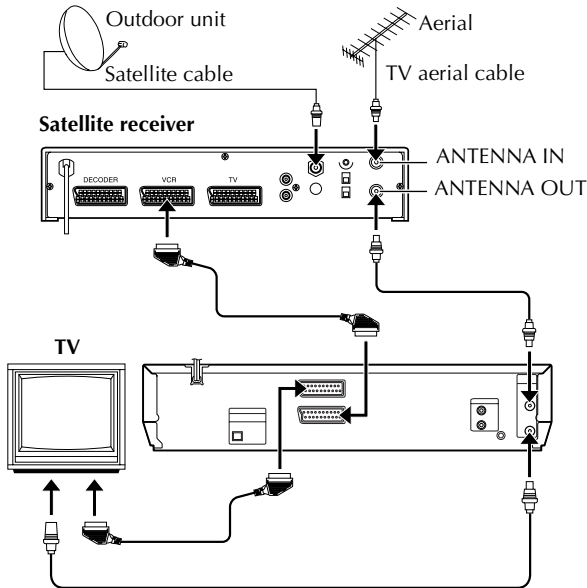 Outdoor unit
Aerial
Satellite cable
TV aerial cable
Satellite receiver
ANTENNA IN
DECODER
VCR
TV
ANTENNA OUT
TV